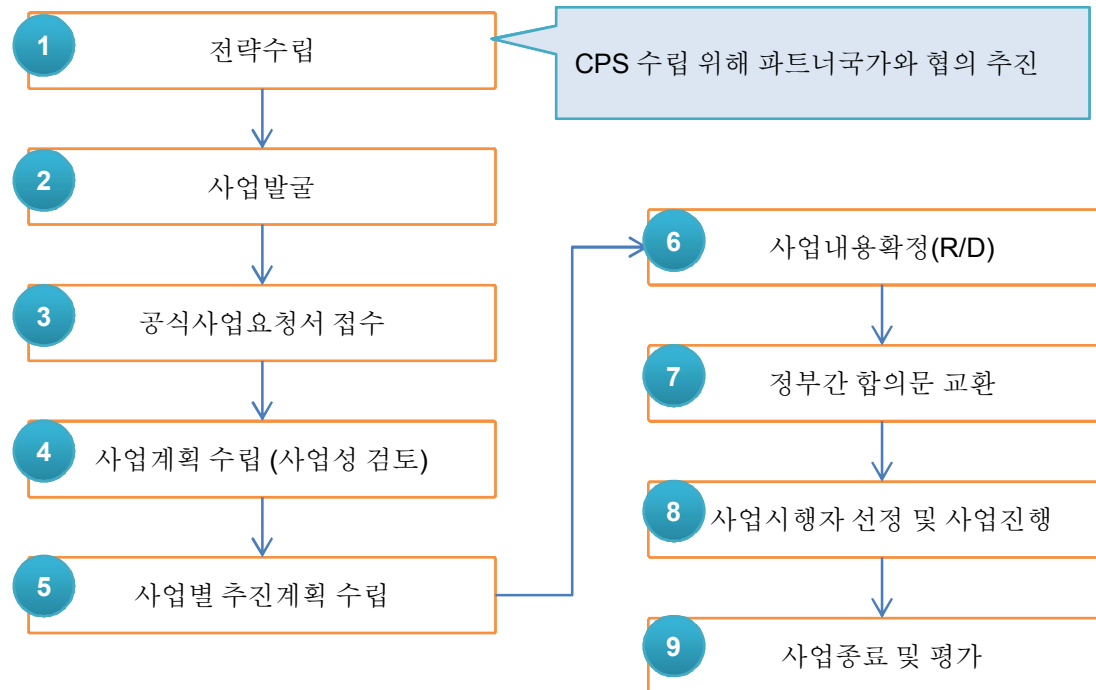 1
전략수립
CPS 수립 위해 파트너국가와 협의 추진
2
사업발굴
3
공식사업요청서 접수
4
사업계획 수립 (사업성 검토)
5
사업별 추진계획 수립
6
사업내용확정(R/D)
7
정부간 합의문 교환
8
사업시행자 선정 및 사업진행
9
사업종료 및 평가